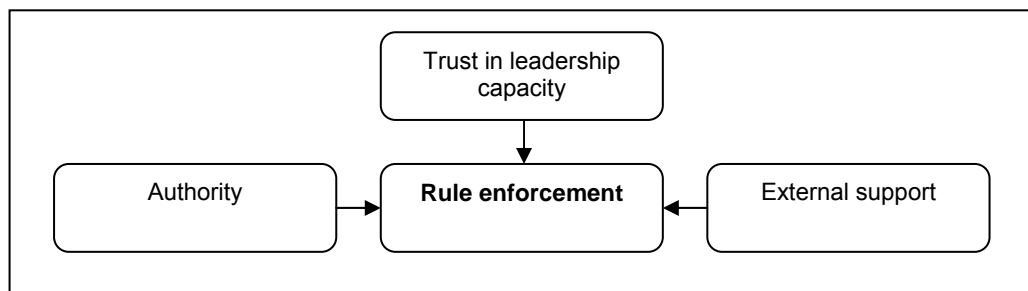 Trust in leadership
capacity
Authority
Rule enforcement
External support